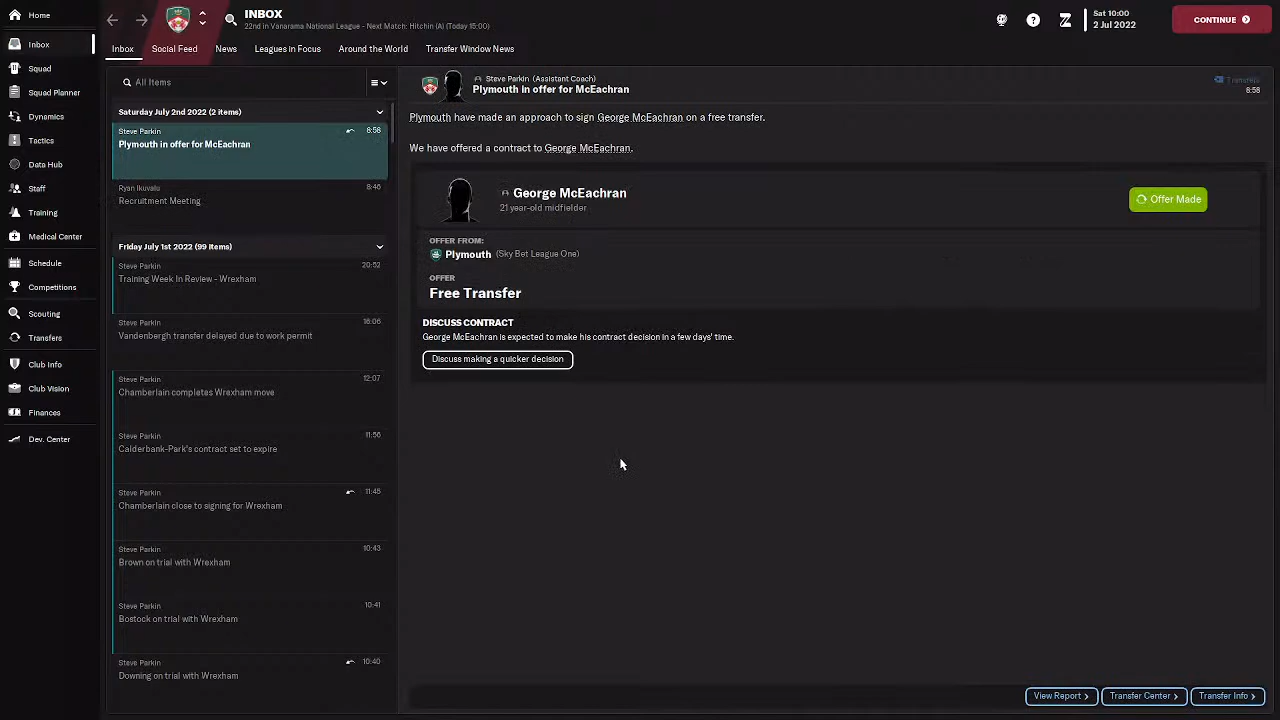 Home
INBOX
22nd in Vanarama National League - Next Match: Hitchin (A) (Today 15:00)
Sat 10:00
2 Jul 2022
CONTINUE
Inbox
Social Feed
News
Leagues in Focus
Around the World
Transfer Window News
Inbox
Squad
Squad Planner
Dynamics
Tactics
Data Hub
Staff
Training
Medical Center
Schedule
Competitions
Scouting
Transfers
Club Info
Club Vision
Finances
Dev. Center
All Items
Saturday July 2nd 2022 (2 items)
Steve Parkin 8:58
Plymouth in offer for McEachran
Ryan Ikuvalu 8:46
Recruitment Meeting
Friday July 1st 2022 (99 items)
Steve Parkin 20:52
Training Week In Review - Wrexham
Steve Parkin 16:06
Vandenbergh transfer delayed due to work permit
Steve Parkin 12:07
Chamberlain completes Wrexham move
Steve Parkin 11:56
Calderbank-Park's contract set to expire
Steve Parkin 11:45
Chamberlain close to signing for Wrexham
Steve Parkin 10:43
Brown on trial with Wrexham
Steve Parkin 10:41
Bostock on trial with Wrexham
Steve Parkin 10:40
Downing on trial with Wrexham
Steve Parkin (Assistant Coach)
Plymouth in offer for McEachran
Transfers
8:58
Plymouth have made an approach to sign George McEachran on a free transfer.
We have offered a contract to George McEachran.
George McEachran
21 year-old midfielder
Offer Made
OFFER FROM:
Plymouth (Sky Bet League One)
OFFER
Free Transfer
DISCUSS CONTRACT
George McEachran is expected to make his contract decision in a few days' time.
Discuss making a quicker decision
View Report
Transfer Center
Transfer Info